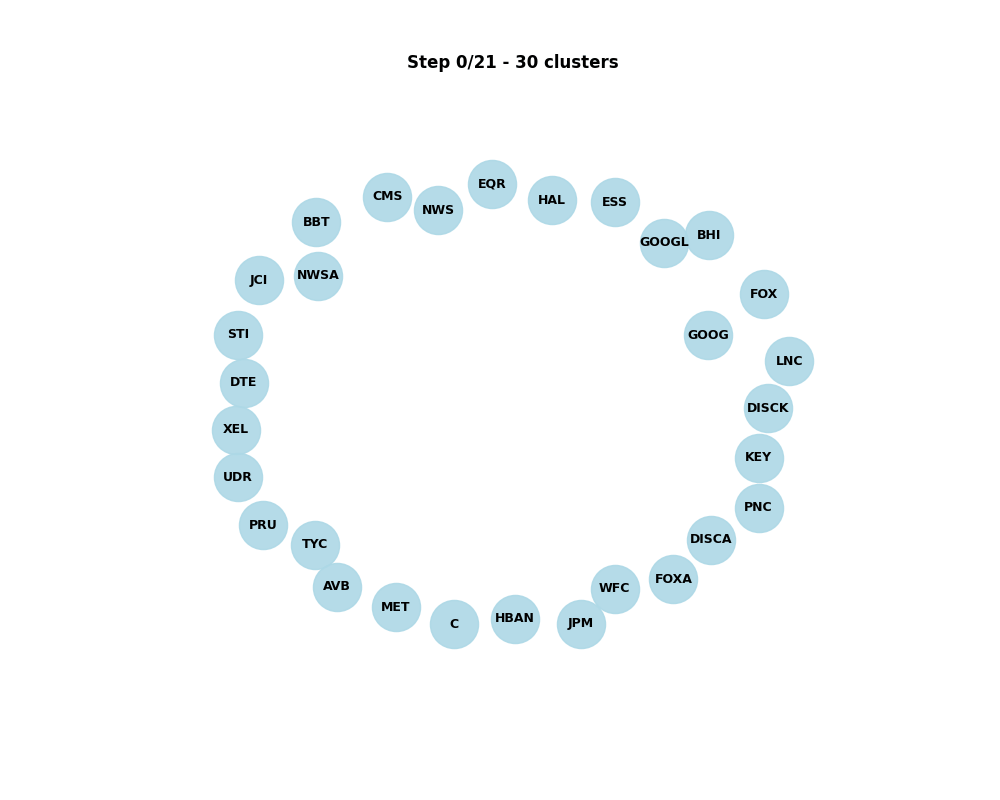 Step 0/21 - 30 clusters
EQR
CMS
HAL
ESS
NWS
BBT
BHI
GOOGL
NWSA
JCI
FOX
STI
GOOG
LNC
DTE
DISCK
XEL
KEY
UDR
PNC
PRU
DISCA
TYC
FOXA
AVB
WFC
MET
HBAN
C
JPM